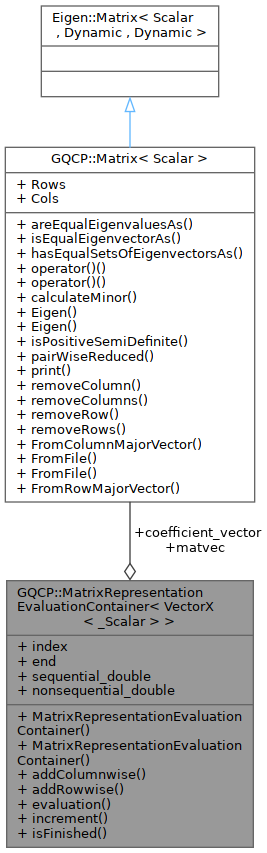 Eigen::Matrix< Scalar
, Dynamic , Dynamic >
GQCP::Matrix< Scalar >
+ Rows
+ Cols
+ areEqualEigenvaluesAs()
+ isEqualEigenvectorAs()
+ hasEqualSetsOfEigenvectorsAs()
+ operator()()
+ operator()()
+ calculateMinor()
+ Eigen()
+ Eigen()
+ isPositiveSemiDefinite()
+ pairWiseReduced()
+ print()
+ removeColumn()
+ removeColumns()
+ removeRow()
+ removeRows()
+ FromColumnMajorVector()
+ FromFile()
+ FromFile()
+ FromRowMajorVector()
+coefficient_vector
+matvec
GQCP::MatrixRepresentation
EvaluationContainer< VectorX
< _Scalar > >
+ index
+ end
+ sequential_double
+ nonsequential_double
+ MatrixRepresentationEvaluation
Container()
+ MatrixRepresentationEvaluation
Container()
+ addColumnwise()
+ addRowwise()
+ evaluation()
+ increment()
+ isFinished()